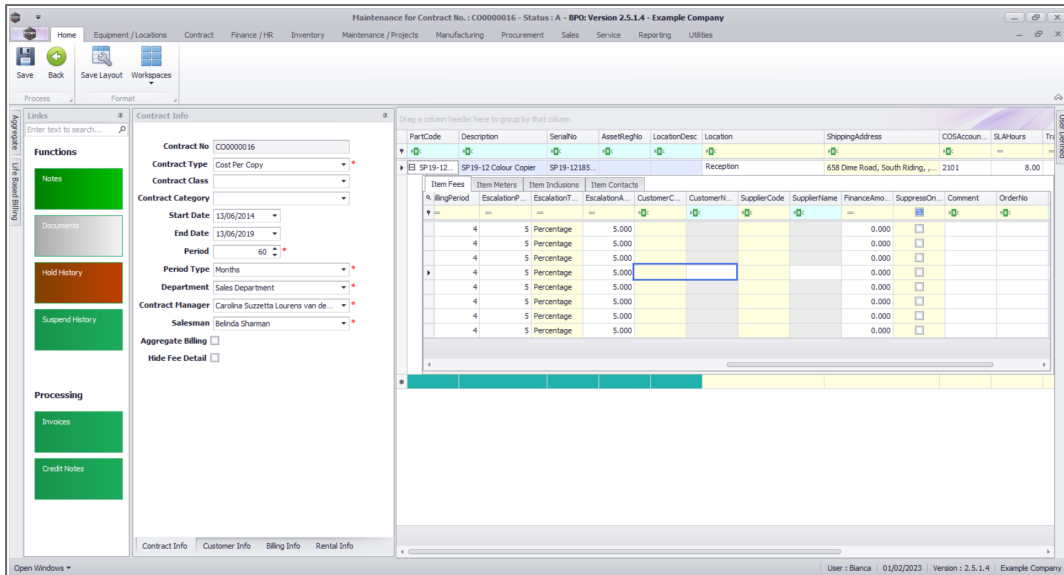 Maintenance for Contract No. : CO0000016 - Status : A - BPO: Version 2.5.1.4 - Example Company
Home Equipment / Locations Contract Finance / HR Inventory Maintenance / Projects Manufacturing Procurement Sales Service Reporting Utilities
Save Back Save Layout Workspaces
Process Format
Aggregate
Life Based Billing
Links
Enter text to search...
Functions
Notes
Documents
Hold History
Suspend History
Processing
Invoices
Credit Notes
Contract Info
Contract No CO0000016
Contract Type Cost Per Copy *
Contract Class
Contract Category
Start Date 13/06/2014
End Date 13/06/2019
Period 60 *
Period Type Months *
Department Sales Department *
Contract Manager Carolina Suzzetta Lourens van de... *
Salesman Belinda Sharman *
Aggregate Billing
Hide Fee Detail
Contract Info Customer Info Billing Info Rental Info
Drag a column header here to group by that column
PartCode Description SerialNo AssetRegNo LocationDesc Location ShippingAddress COSAccoun... SLAHours Tra
SP19-12... SP19-12 Colour Copier SP19-12185... Reception 658 Dime Road, South Riding, ,... 2101 8.00
Item Fees Item Meters Item Inclusions Item Contacts
illingPeriod EscalationP... EscalationT... EscalationA... CustomerC... CustomerN... SupplierCode SupplierName FinanceAmo... SuppressOn... Comment OrderNo
4 5 Percentage 5.000 0.000
4 5 Percentage 5.000 0.000
4 5 Percentage 5.000 0.000
4 5 Percentage 5.000 0.000
4 5 Percentage 5.000 0.000
4 5 Percentage 5.000 0.000
4 5 Percentage 5.000 0.000
4 5 Percentage 5.000 0.000
User Defined
Open Windows
User : Bianca 01/02/2023 Version : 2.5.1.4 Example Company